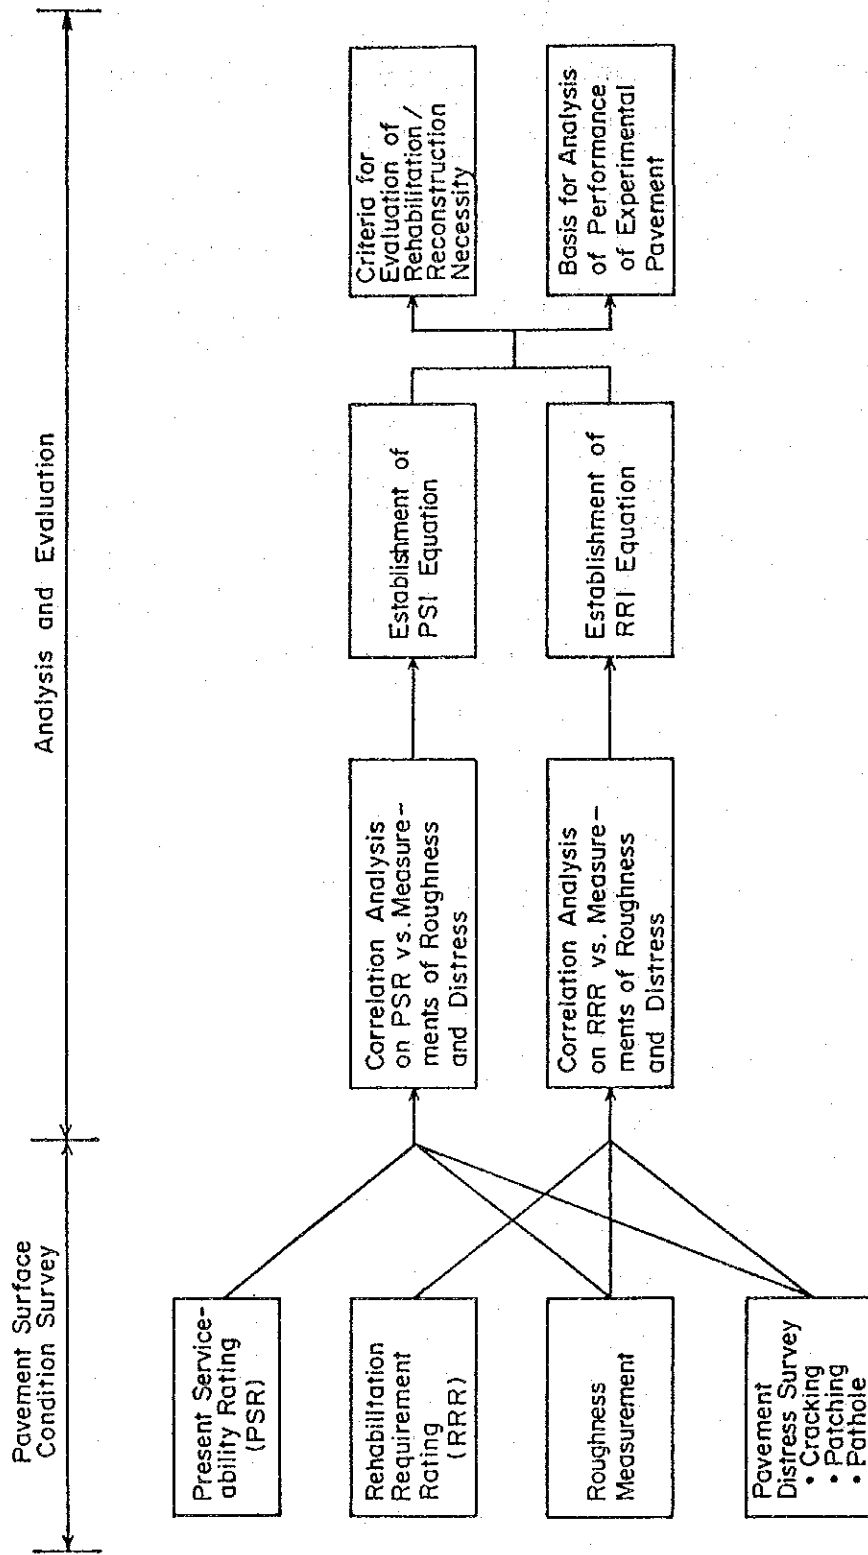 Pavement Surface
Condition Survey
Analysis and Evaluation
Present Service-
ability Rating
(PSR)
Rehabilitation
Requirement
Rating
(RRR)
Roughness
Measurement
Pavement
Distress Survey
• Cracking
• Patching
• Pathole
Correlation Analysis
on PSR vs. Measure-
ments of Roughness
and Distress
Correlation Analysis
on RRR vs. Measure-
ments of Roughness
and Distress
Establishment of
PSI Equation
Establishment of
RRI Equation
Criteria for
Evaluation of
Rehabilitation/
Reconstruction
Necessity
Basis for Analysis
of Performance
of Experimental
Pavement